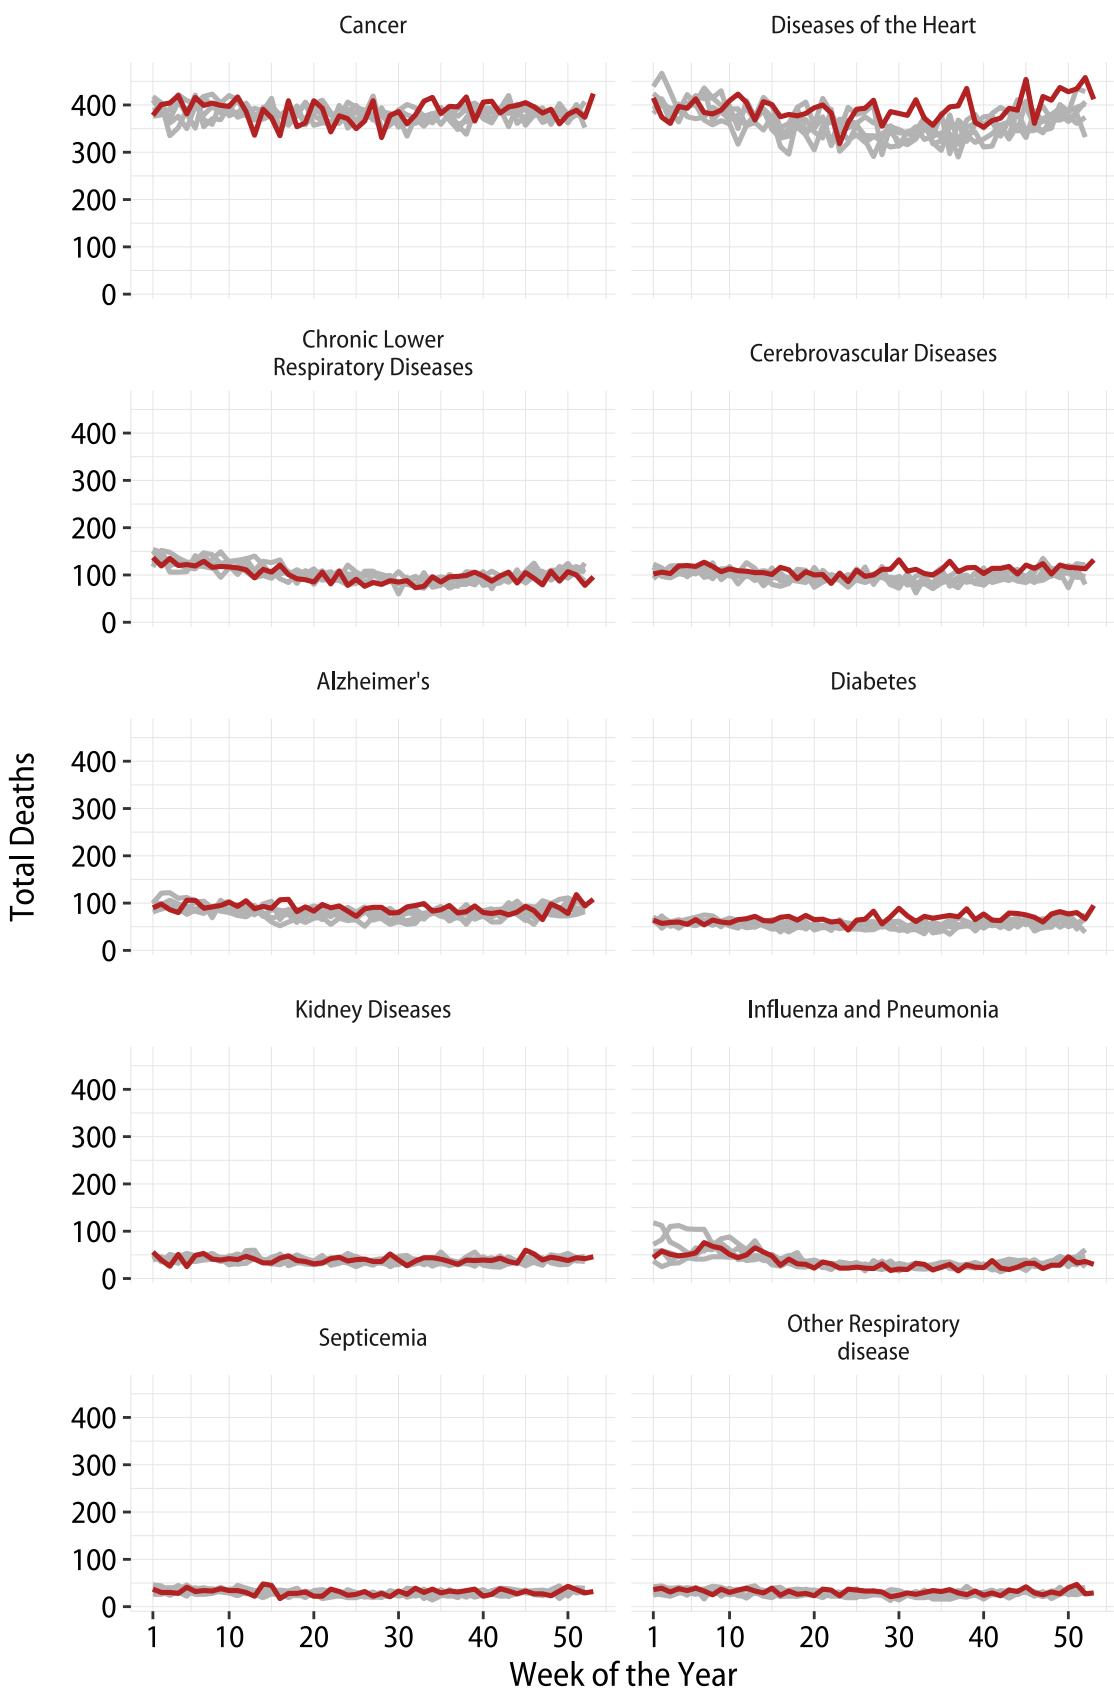 Cancer
Diseases of the Heart
400
300
200
100
0
Chronic Lower
Respiratory Diseases
Cerebrovascular Diseases
400
300
200
100
0
Alzheimer's
Diabetes
Total Deaths
400
300
200
100
0
Kidney Diseases
Influenza and Pneumonia
400
300
200
100
0
Septicemia
Other Respiratory
disease
400
300
200
100
0
1 10 20 30 40 50
1 10 20 30 40 50
Week of the Year